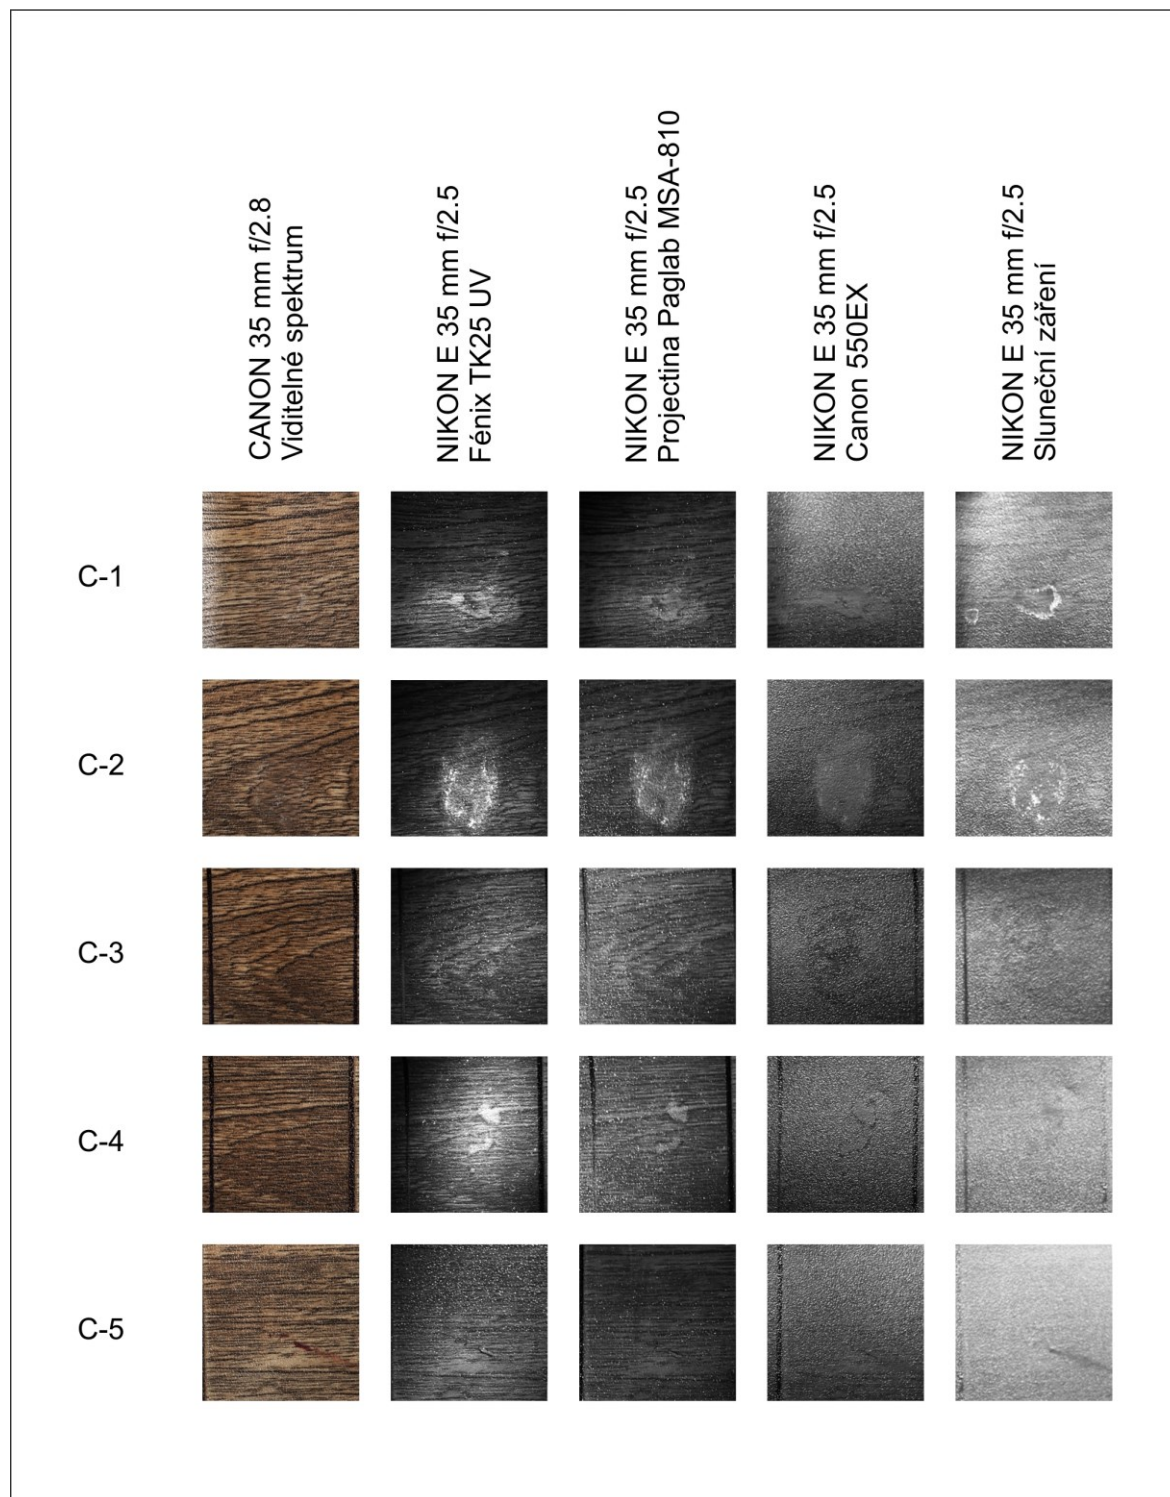 CANON 35 mm f/2.8
Viditelné spektrum
NIKON E 35 mm f/2.5
Fénix TK25 UV
NIKON E 35 mm f/2.5
Projectina Paglab MSA-810
NIKON E 35 mm f/2.5
Canon 550EX
NIKON E 35 mm f/2.5
Sluneční záření
C-1
C-2
C-3
C-4
C-5